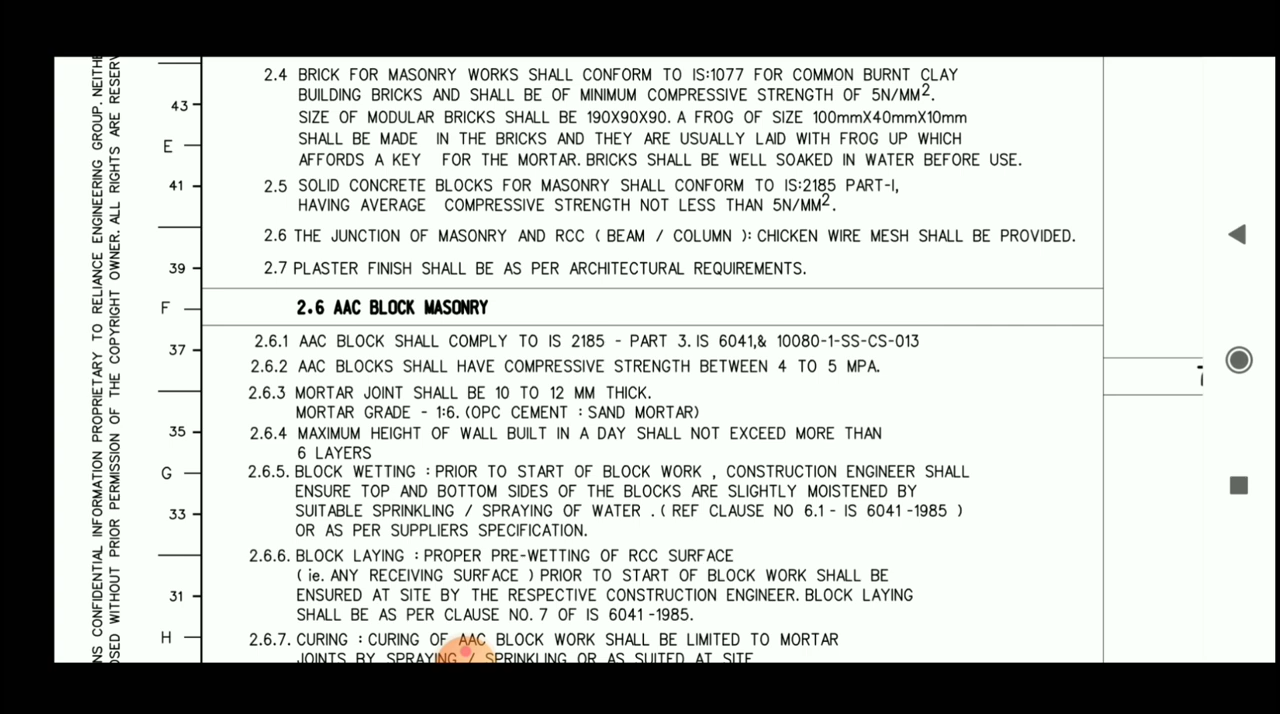 2.4 BRICK FOR MASONRY WORKS SHALL CONFORM TO IS:1077 FOR COMMON BURNT CLAY
BUILDING BRICKS AND SHALL BE OF MINIMUM COMPRESSIVE STRENGTH OF 5N/MM².
SIZE OF MODULAR BRICKS SHALL BE 190X90X90. A FROG OF SIZE 100mmX40mmX10mm
SHALL BE MADE IN THE BRICKS AND THEY ARE USUALLY LAID WITH FROG UP WHICH
AFFORDS A KEY FOR THE MORTAR. BRICKS SHALL BE WELL SOAKED IN WATER BEFORE USE.
2.5 SOLID CONCRETE BLOCKS FOR MASONRY SHALL CONFORM TO IS:2185 PART-I,
HAVING AVERAGE COMPRESSIVE STRENGTH NOT LESS THAN 5N/MM².
2.6 THE JUNCTION OF MASONRY AND RCC ( BEAM / COLUMN ): CHICKEN WIRE MESH SHALL BE PROVIDED.
2.7 PLASTER FINISH SHALL BE AS PER ARCHITECTURAL REQUIREMENTS.
2.6 AAC BLOCK MASONRY
2.6.1 AAC BLOCK SHALL COMPLY TO IS 2185 - PART 3. IS 6041,& 10080-1-SS-CS-013
2.6.2 AAC BLOCKS SHALL HAVE COMPRESSIVE STRENGTH BETWEEN 4 TO 5 MPA.
2.6.3 MORTAR JOINT SHALL BE 10 TO 12 MM THICK.
MORTAR GRADE - 1:6. (OPC CEMENT : SAND MORTAR)
2.6.4 MAXIMUM HEIGHT OF WALL BUILT IN A DAY SHALL NOT EXCEED MORE THAN
6 LAYERS
2.6.5. BLOCK WETTING : PRIOR TO START OF BLOCK WORK , CONSTRUCTION ENGINEER SHALL
ENSURE TOP AND BOTTOM SIDES OF THE BLOCKS ARE SLIGHTLY MOISTENED BY
SUITABLE SPRINKLING / SPRAYING OF WATER . ( REF CLAUSE NO 6.1 - IS 6041 -1985 )
OR AS PER SUPPLIERS SPECIFICATION.
2.6.6. BLOCK LAYING : PROPER PRE-WETTING OF RCC SURFACE
( ie. ANY RECEIVING SURFACE ) PRIOR TO START OF BLOCK WORK SHALL BE
ENSURED AT SITE BY THE RESPECTIVE CONSTRUCTION ENGINEER. BLOCK LAYING
SHALL BE AS PER CLAUSE NO. 7 OF IS 6041 -1985.
2.6.7. CURING : CURING OF AAC BLOCK WORK SHALL BE LIMITED TO MORTAR
JOINTS BY SPRAYING / SPRINKLING OR AS SUITED AT SITE
43
E
41
39
F
37
35
G
33
31
H
CONFIDENTIAL INFORMATION PROPRIETARY TO RELIANCE ENGINEERING GROUP.
WITHOUT PRIOR PERMISSION OF THE COPYRIGHT OWNER. ALL RIGHTS ARE